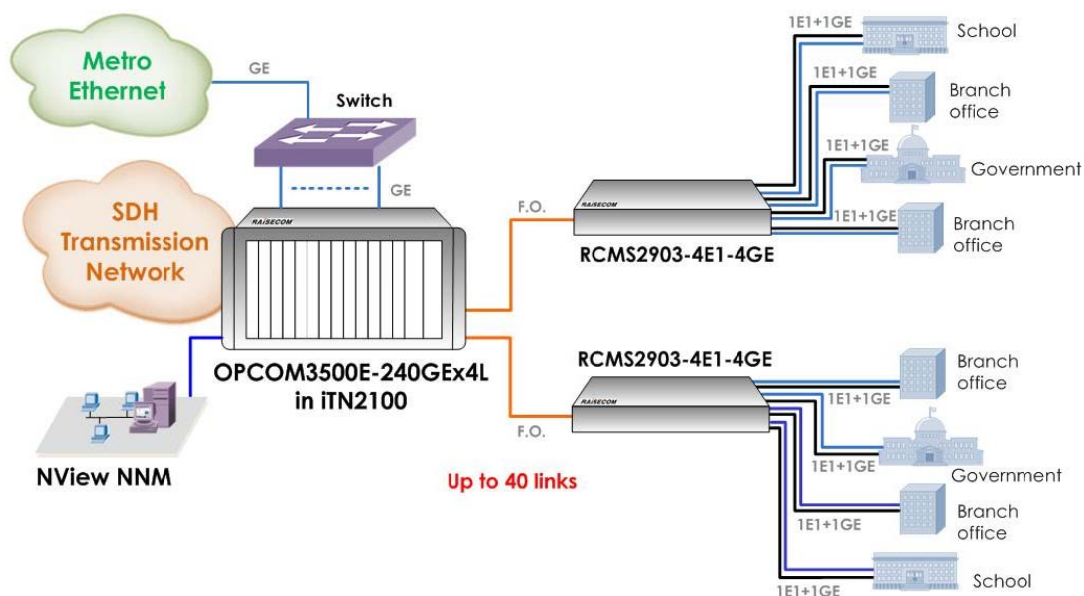 Metro
Ethernet
GE
Switch
GE
SDH
Transmission
Network
RAISECOM
OPCOM3500E-240GEx4L
in iTN2100
NView NNM
F.O.
F.O.
Up to 40 links
RAISECOM
RCMS2903-4E1-4GE
1E1+1GE
School
1E1+1GE
Branch
office
1E1+1GE
Government
1E1+1GE
Branch
office
RCMS2903-4E1-4GE
RAISECOM
Branch
office
1E1+1GE
1E1+1GE
Government
1E1+1GE
Branch
office
1E1+1GE
School